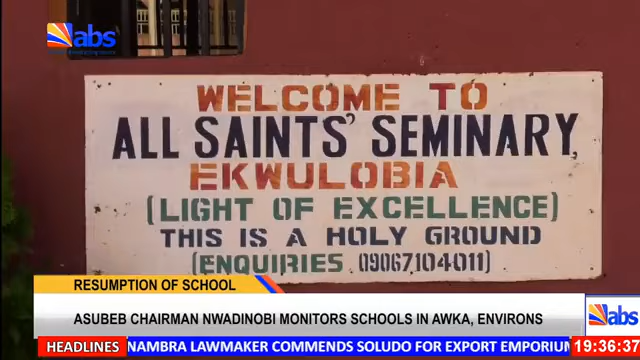 abs
WELCOME TO
ALL SAINTS' SEMINARY,
EKWULOBIA
(LIGHT OF EXCELLENCE)
THIS IS A HOLY GROUND
(ENQUIRIES 09067104011)
RESUMPTION OF SCHOOL
ASUBEB CHAIRMAN NWADINOBI MONITORS SCHOOLS IN AWKA, ENVIRONS
abs
HEADLINES NAMBRA LAWMAKER COMMENDS SOLUDO FOR EXPORT EMPORIUM 19:36:37